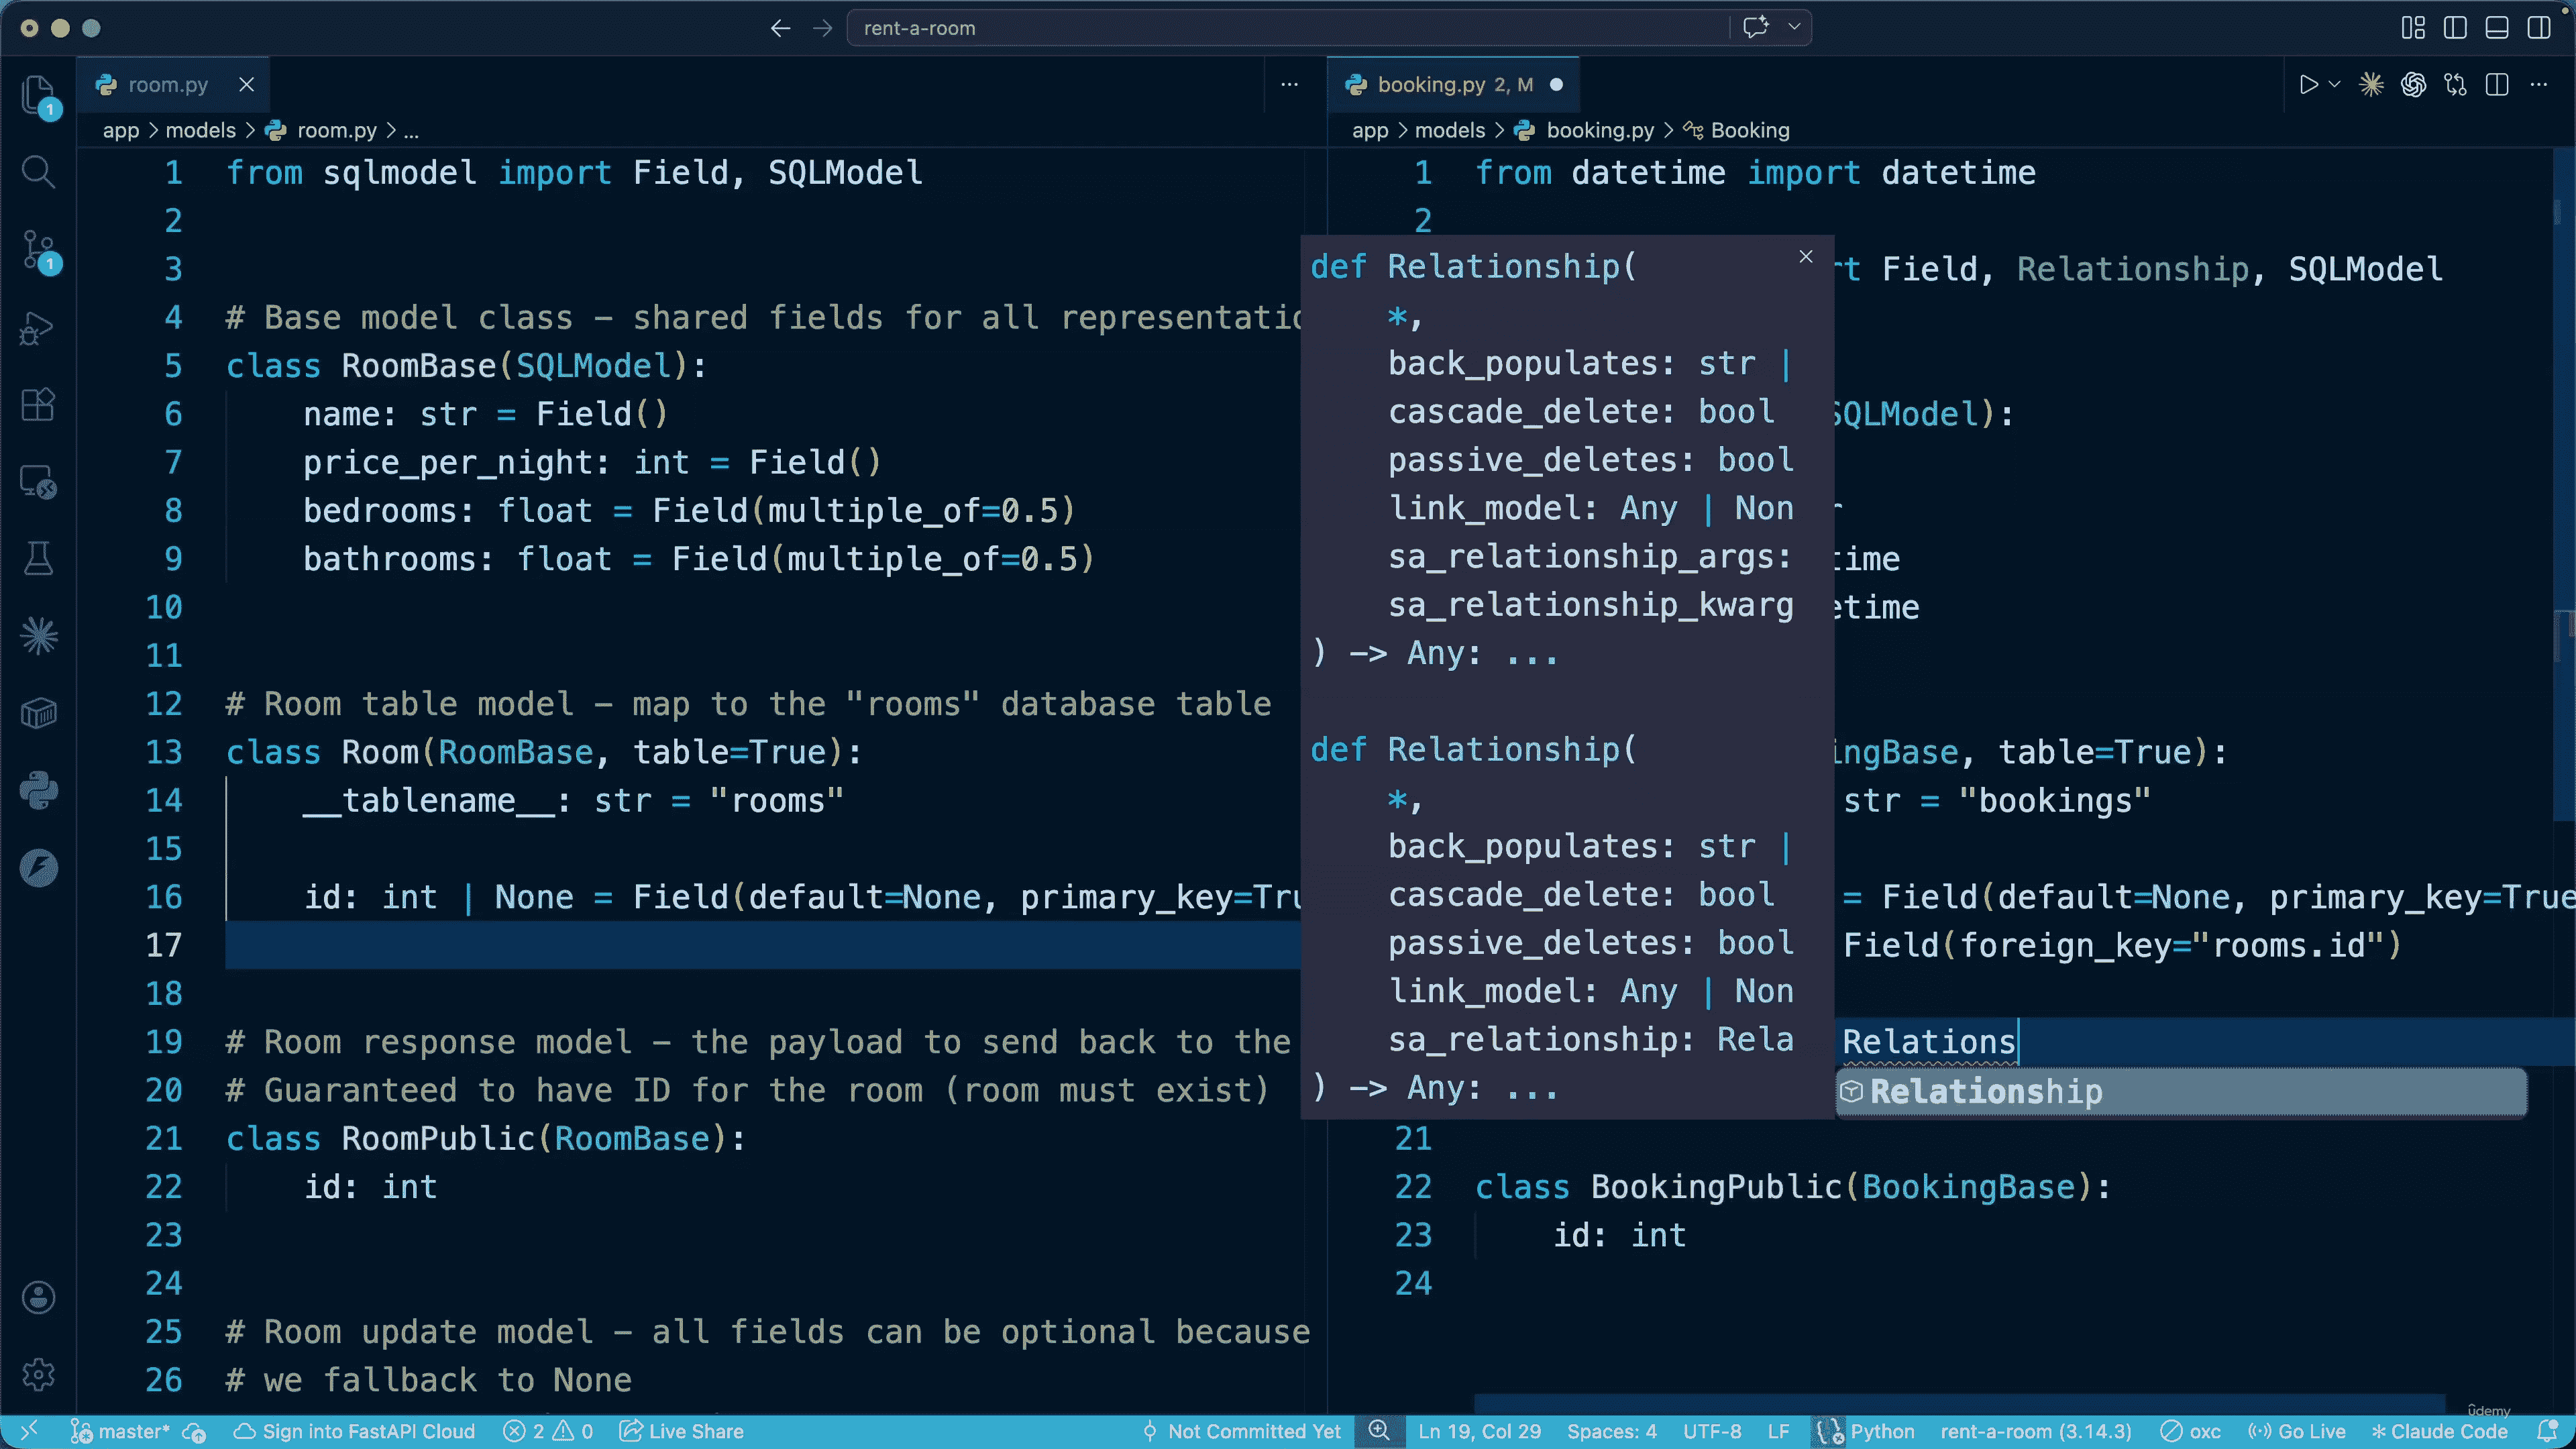 rent-a-room
room.py
booking.py 2, M
app > models > room.py > ...
1 from sqlmodel import Field, SQLModel
2
3
4 # Base model class – shared fields for all representatio
5 class RoomBase(SQLModel):
6 name: str = Field()
7 price_per_night: int = Field()
8 bedrooms: float = Field(multiple_of=0.5)
9 bathrooms: float = Field(multiple_of=0.5)
10
11
12 # Room table model – map to the "rooms" database table
13 class Room(RoomBase, table=True):
14 __tablename__: str = "rooms"
15
16 id: int | None = Field(default=None, primary_key=Tru
17
18
19 # Room response model – the payload to send back to the
20 # Guaranteed to have ID for the room (room must exist)
21 class RoomPublic(RoomBase):
22 id: int
23
24
25 # Room update model – all fields can be optional because
26 # we fallback to None
def Relationship(
*,
back_populates: str |
cascade_delete: bool
passive_deletes: bool
link_model: Any | Non
sa_relationship_args:
sa_relationship_kwarg
) -> Any: ...
def Relationship(
*,
back_populates: str |
cascade_delete: bool
passive_deletes: bool
link_model: Any | Non
sa_relationship: Rela
) -> Any: ...
app > models > booking.py > Booking
1 from datetime import datetime
2
rt Field, Relationship, SQLModel
SQLModel):
r
time
etime
ingBase, table=True):
str = "bookings"
= Field(default=None, primary_key=True
Field(foreign_key="rooms.id")
Relations
Relationship
21
22 class BookingPublic(BookingBase):
23 id: int
24
1
1
ûdemy
master* Sign into FastAPI Cloud 2 0 Live Share Not Committed Yet Ln 19, Col 29 Spaces: 4 UTF-8 LF Python rent-a-room (3.14.3) oxc Go Live Claude Code